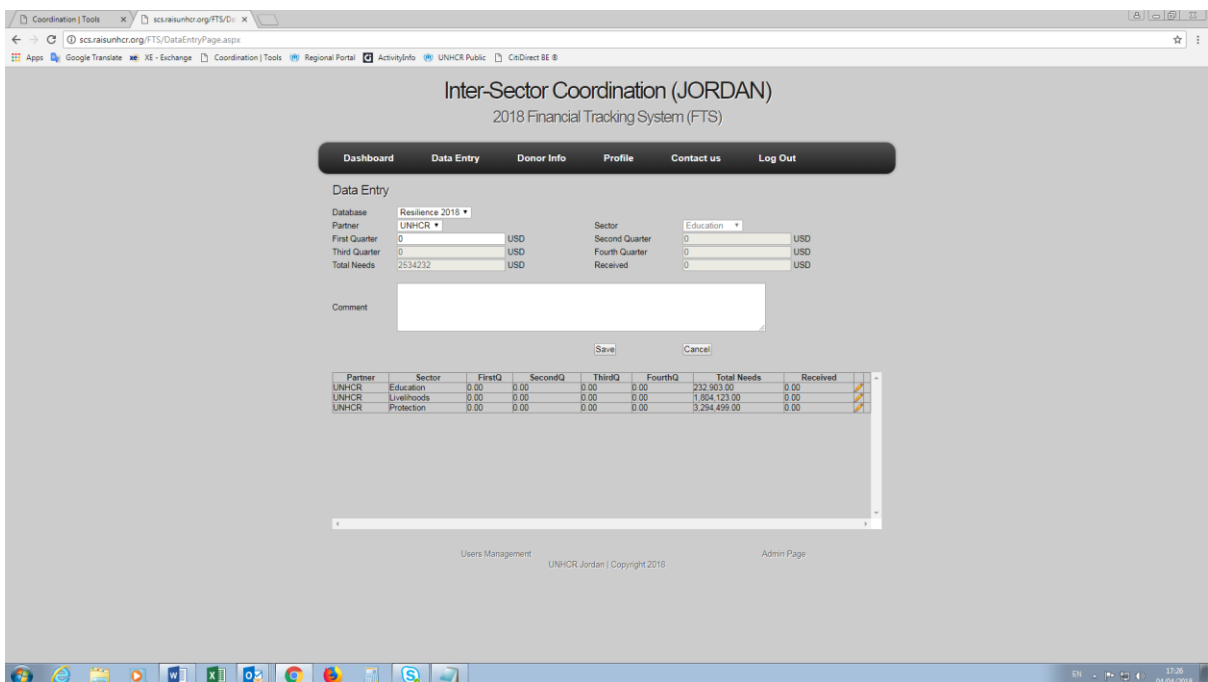 Coordination | Tools
scs.raisunhcr.org/FTS/Da
scs.raisunhcr.org/FTS/DataEntryPage.aspx
Apps Google Translate XE - Exchange Coordination | Tools Regional Portal ActivityInfo UNHCR Public CitiDirect BE ®
Inter-Sector Coordination (JORDAN)
2018 Financial Tracking System (FTS)
Dashboard Data Entry Donor Info Profile Contact us Log Out
Data Entry
Database Resilience 2018
Partner UNHCR Sector Education
First Quarter 0 USD Second Quarter 0 USD
Third Quarter 0 USD Fourth Quarter 0 USD
Total Needs 2534232 USD Received 0 USD
Comment
Save Cancel
Partner Sector FirstQ SecondQ ThirdQ FourthQ Total Needs Received
UNHCR Education 0.00 0.00 0.00 0.00 232,903.00 0.00
UNHCR Livelihoods 0.00 0.00 0.00 0.00 1,804,123.00 0.00
UNHCR Protection 0.00 0.00 0.00 0.00 3,294,499.00 0.00
Users Management Admin Page
UNHCR Jordan | Copyright 2018
EN 17:26
04/04/2018